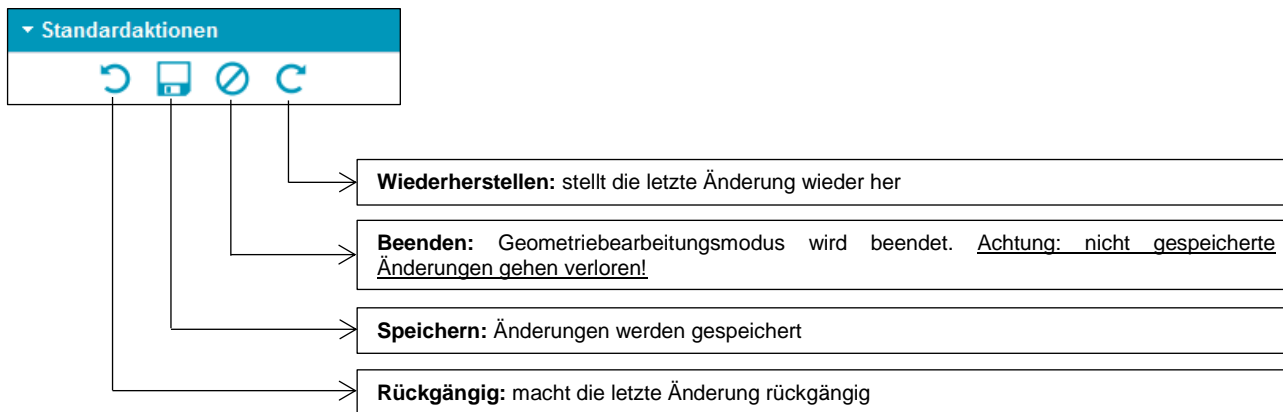 Standardaktionen
Wiederherstellen: stellt die letzte Änderung wieder her
Beenden: Geometriebearbeitungsmodus wird beendet. Achtung: nicht gespeicherte
Änderungen gehen verloren!
Speichern: Änderungen werden gespeichert
Rückgängig: macht die letzte Änderung rückgängig